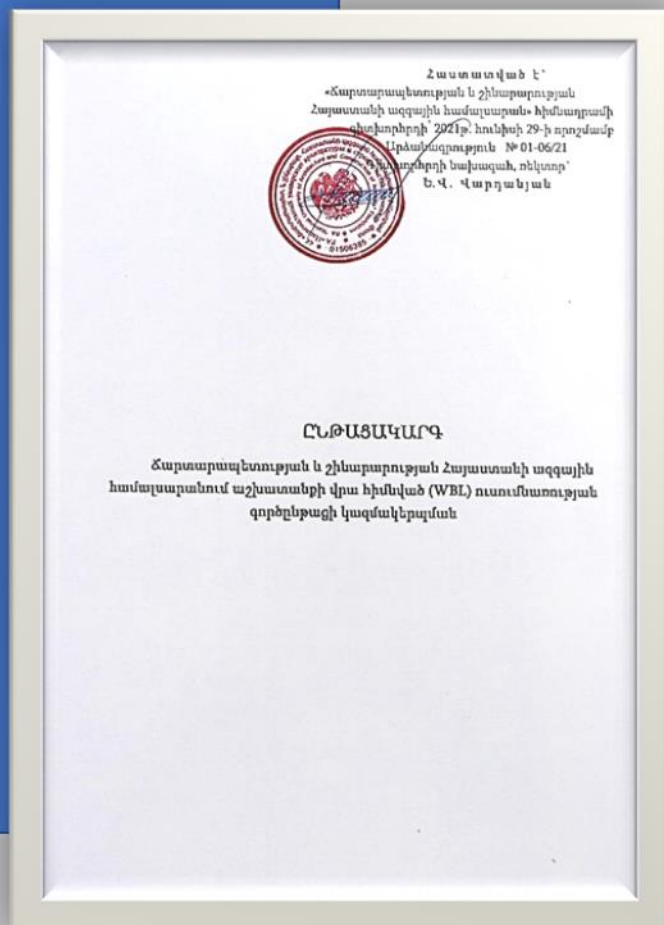 Հաստատված է՝
«Ճարտարապետության և շինարարության
Հայաստանի ազգային համալսարան» հիմնադրամի
գիտխորհրդի 2021թ. հունիսի 29-ի որոշմամբ
Արձանագրություն № 01-06/21
Գիտխորհրդի նախագահ, ռեկտոր՝
Ե.Վ. Վարդանյան
01506385
ԸՆԹԱՑԱԿԱՐԳ
Ճարտարապետության և շինարարության Հայաստանի ազգային
համալսարանում աշխատանքի վրա հիմնված (WBL) ուսումնառության
գործընթացի կազմակերպման